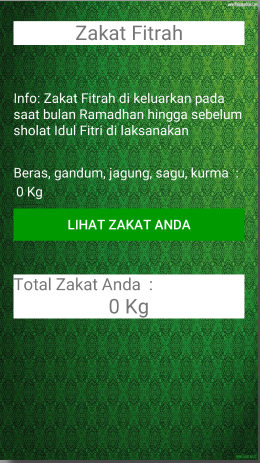 Zakat Fitrah
Info: Zakat Fitrah di keluarkan pada
saat bulan Ramadhan hingga sebelum
sholat Idul Fitri di laksanakan
Beras, gandum, jagung, sagu, kurma :
0 Kg
LIHAT ZAKAT ANDA
Total Zakat Anda :
0 Kg